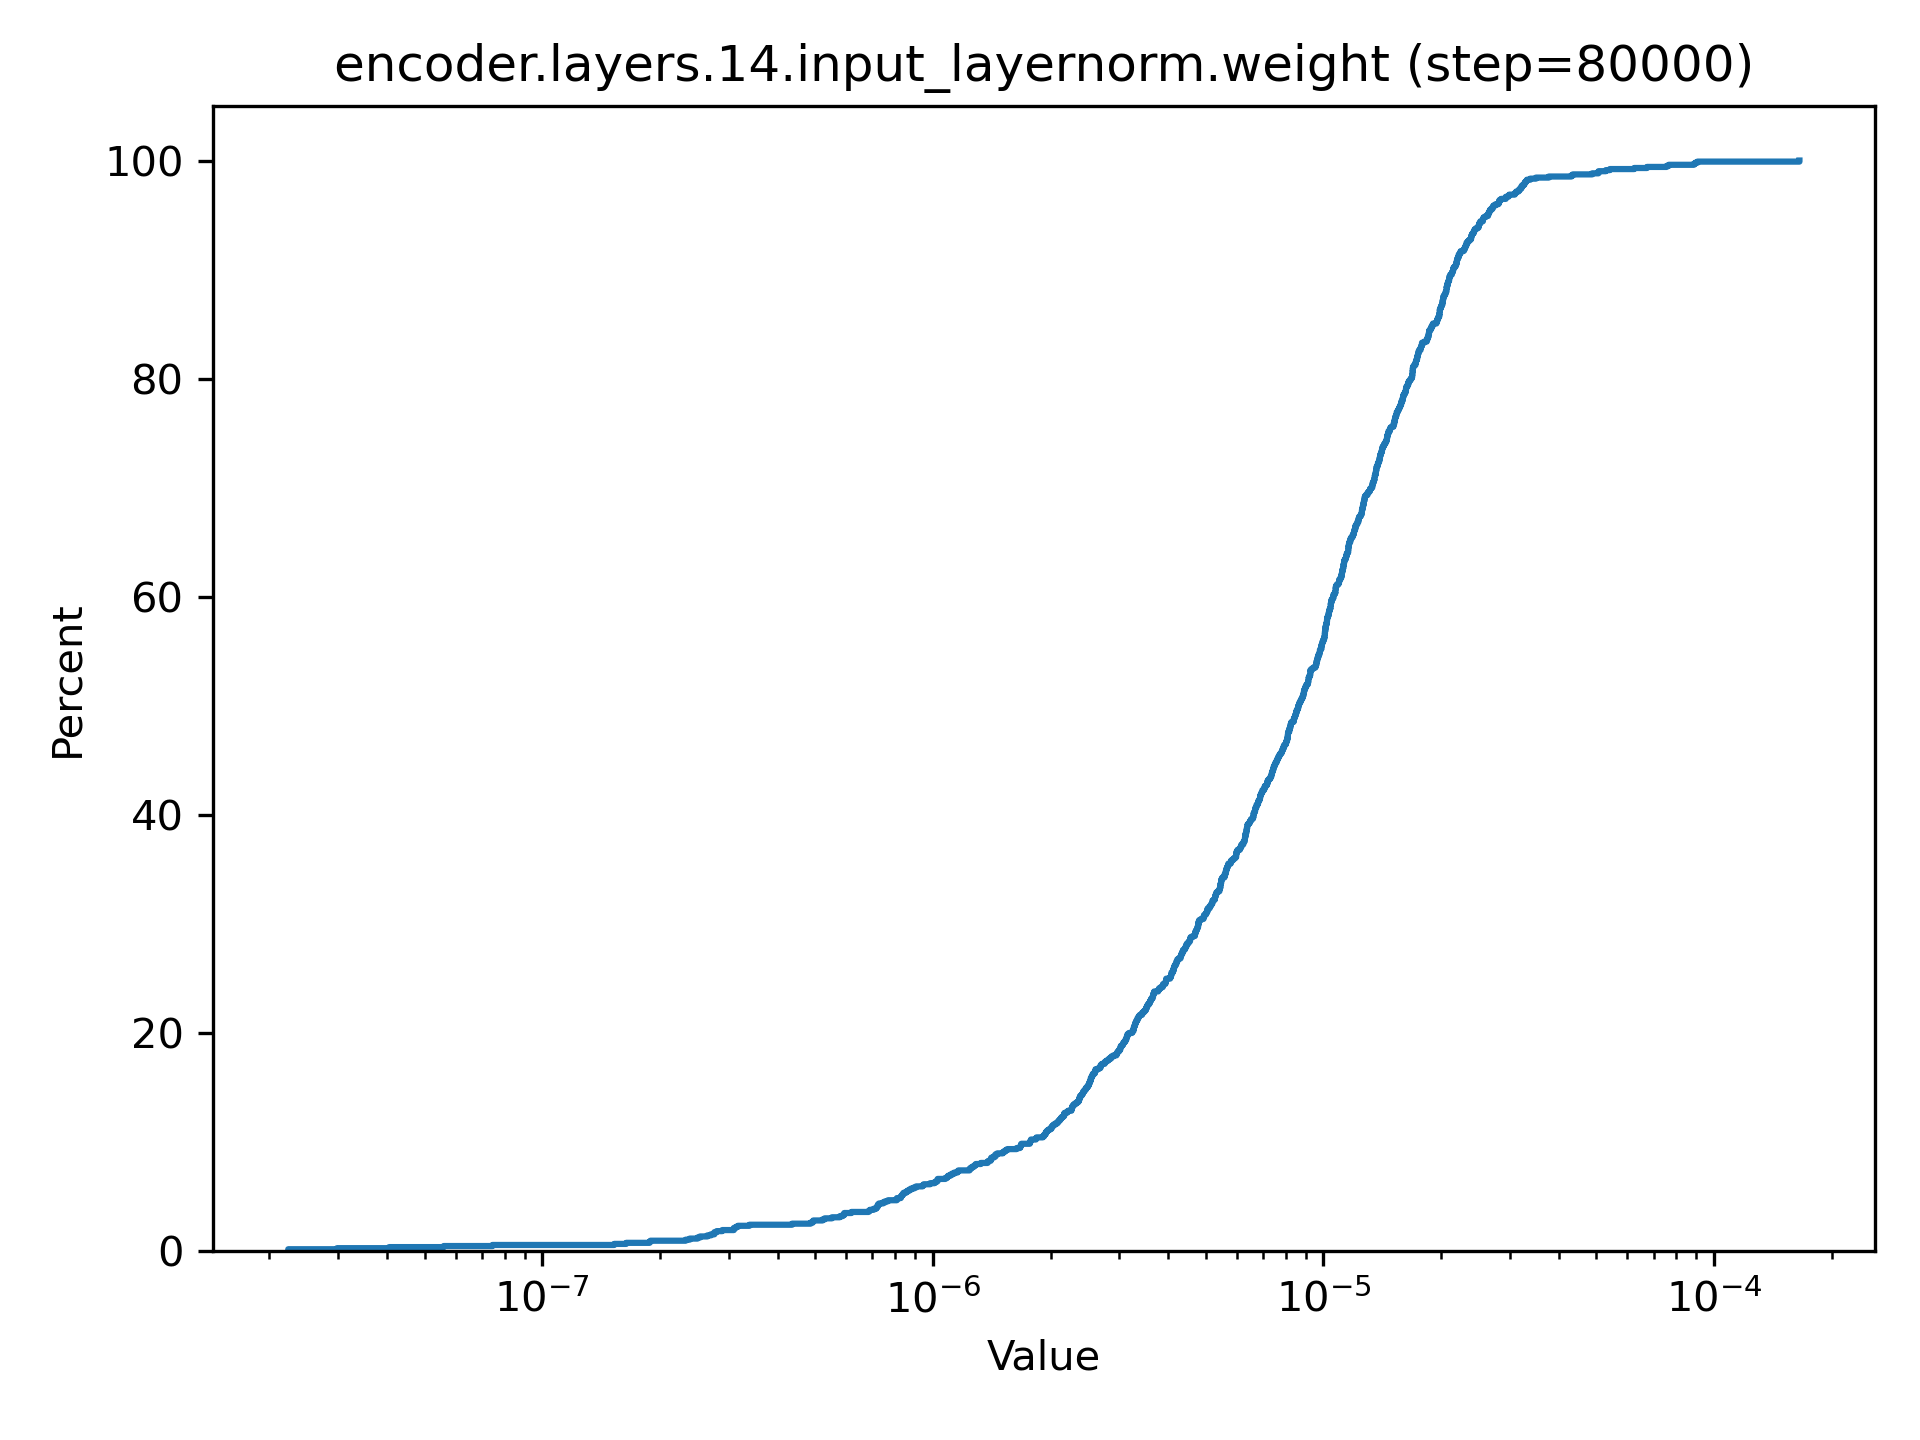 encoder.layers.14.input_layernorm.weight (step=80000)
100
80
60
40
20
0
Percent
10⁻⁷ 10⁻⁶ 10⁻⁵ 10⁻⁴
Value